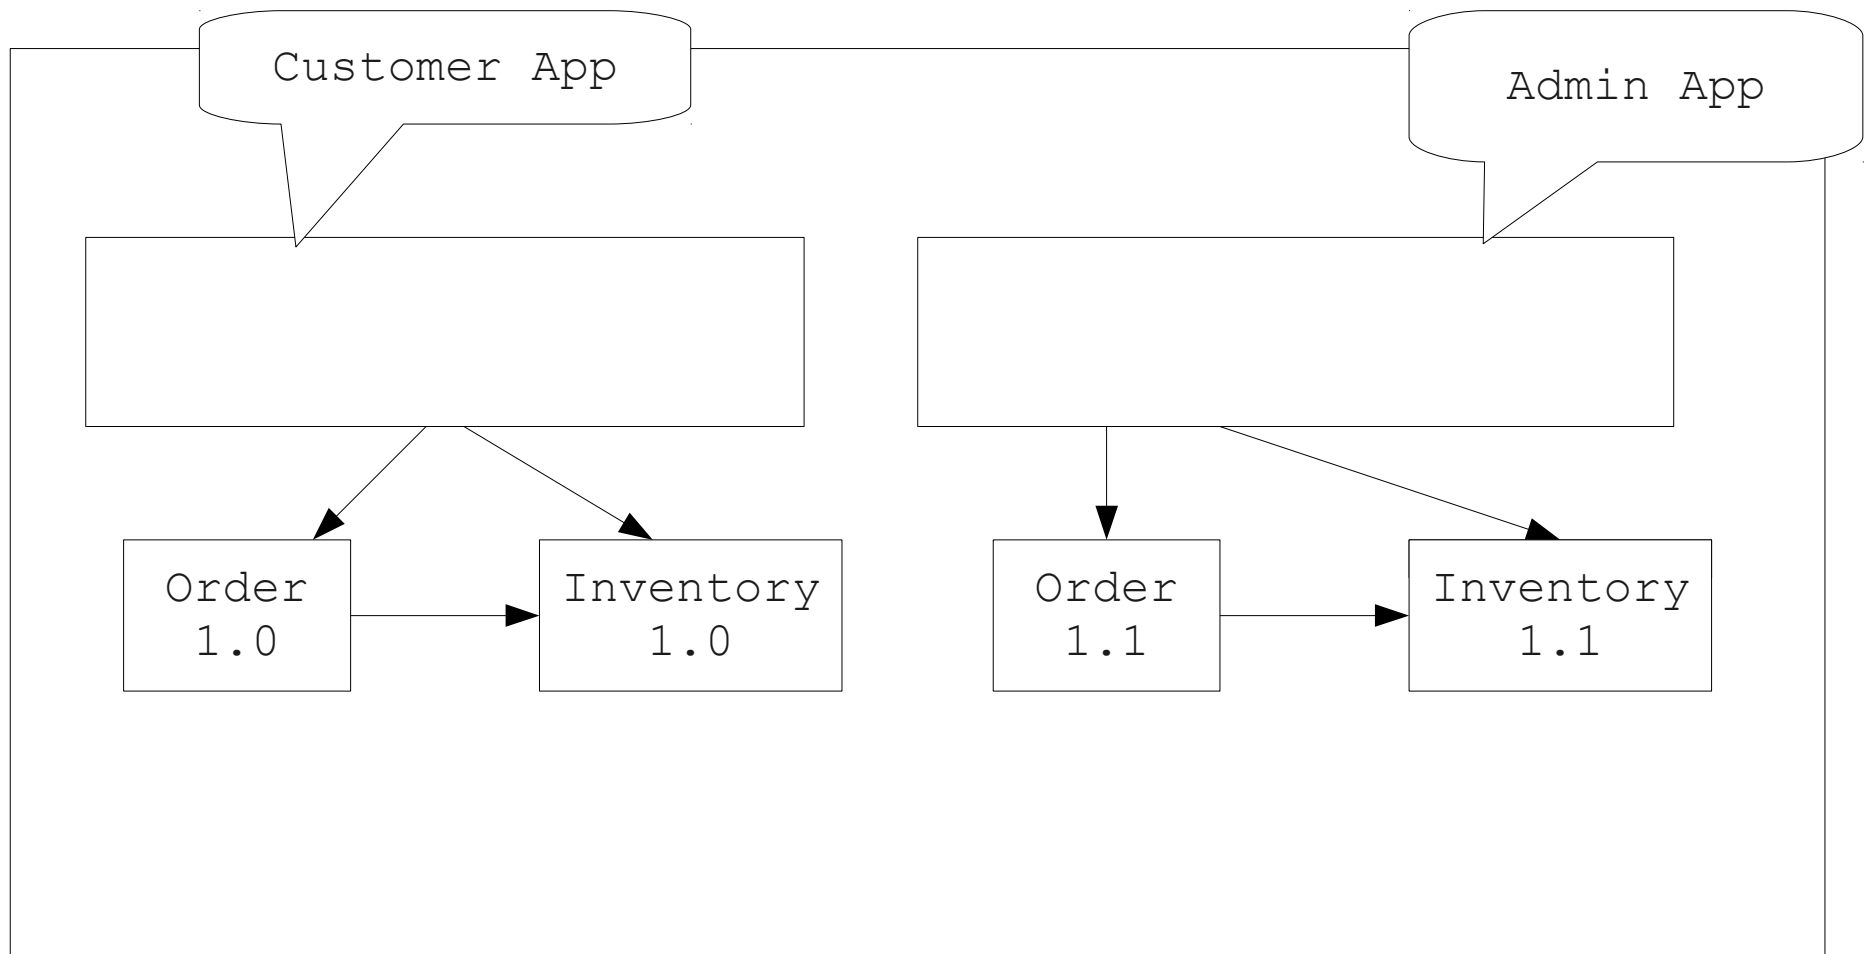 Customer App
Admin App
Order
1.0
Inventory
1.0
Order
1.1
Inventory
1.1